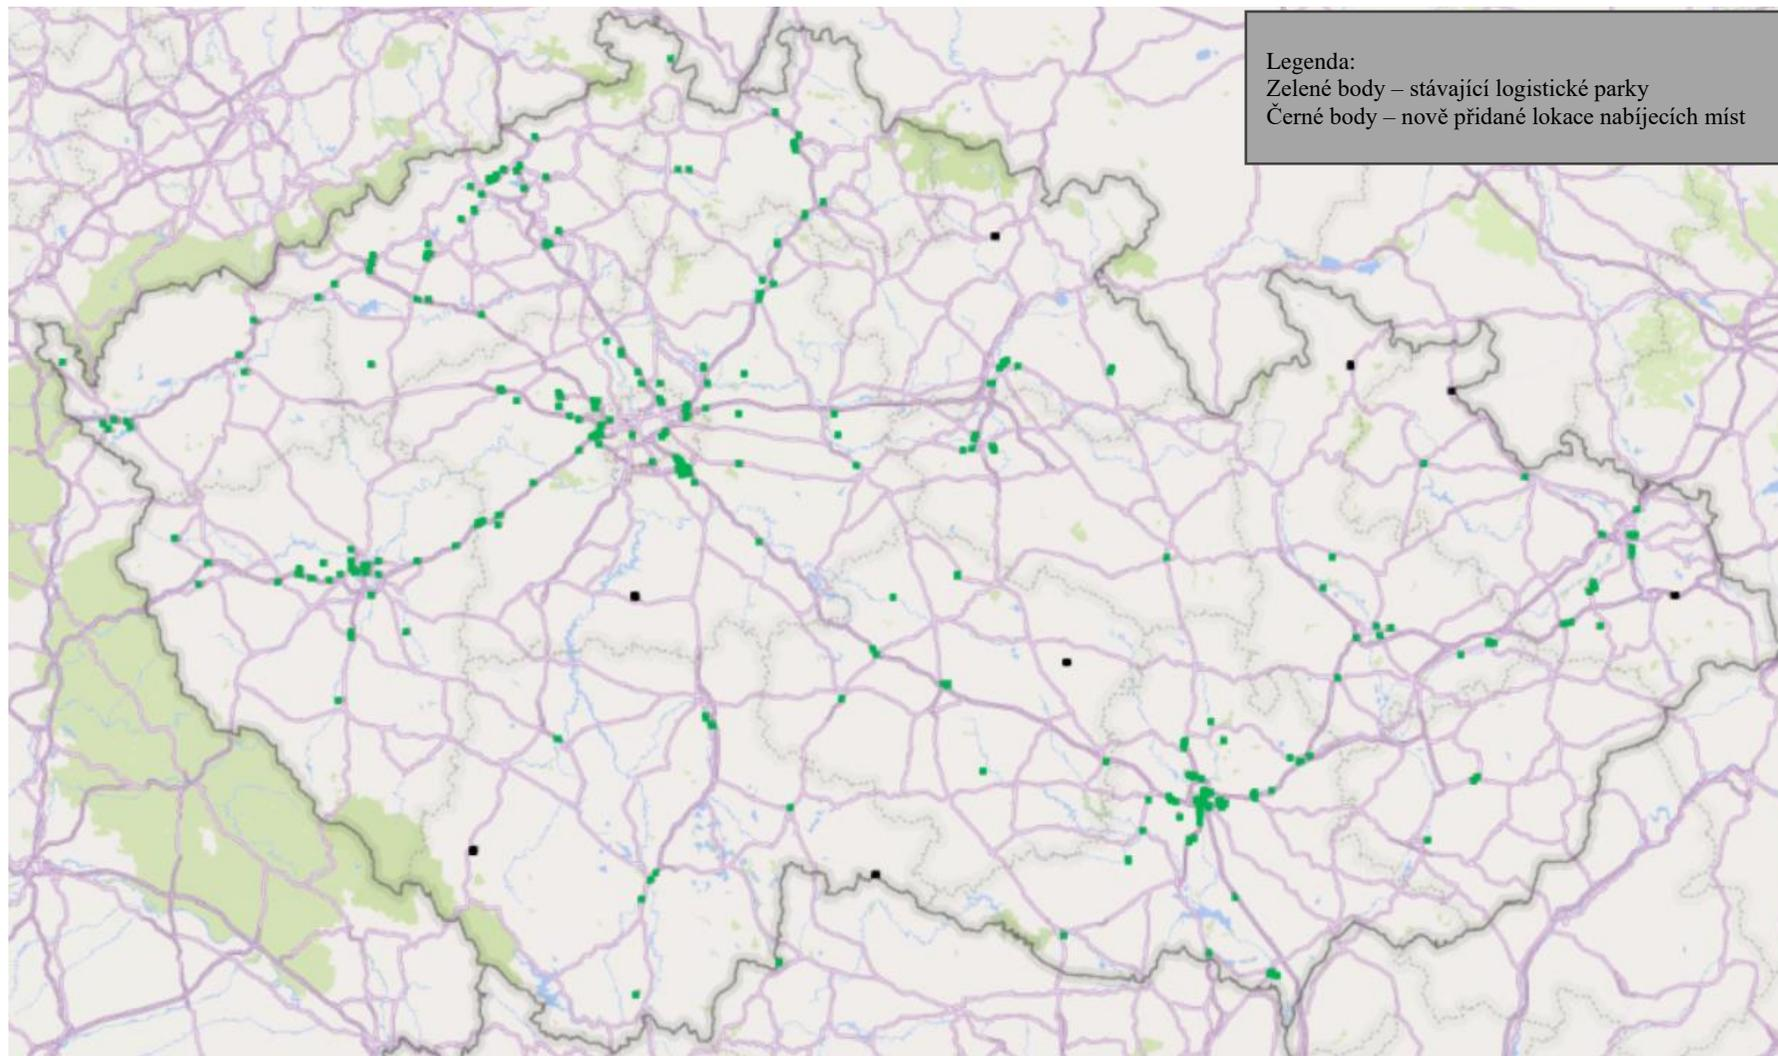 Legenda:
Zelené body – stávající logistické parky
Černé body – nově přidané lokace nabíjecích míst